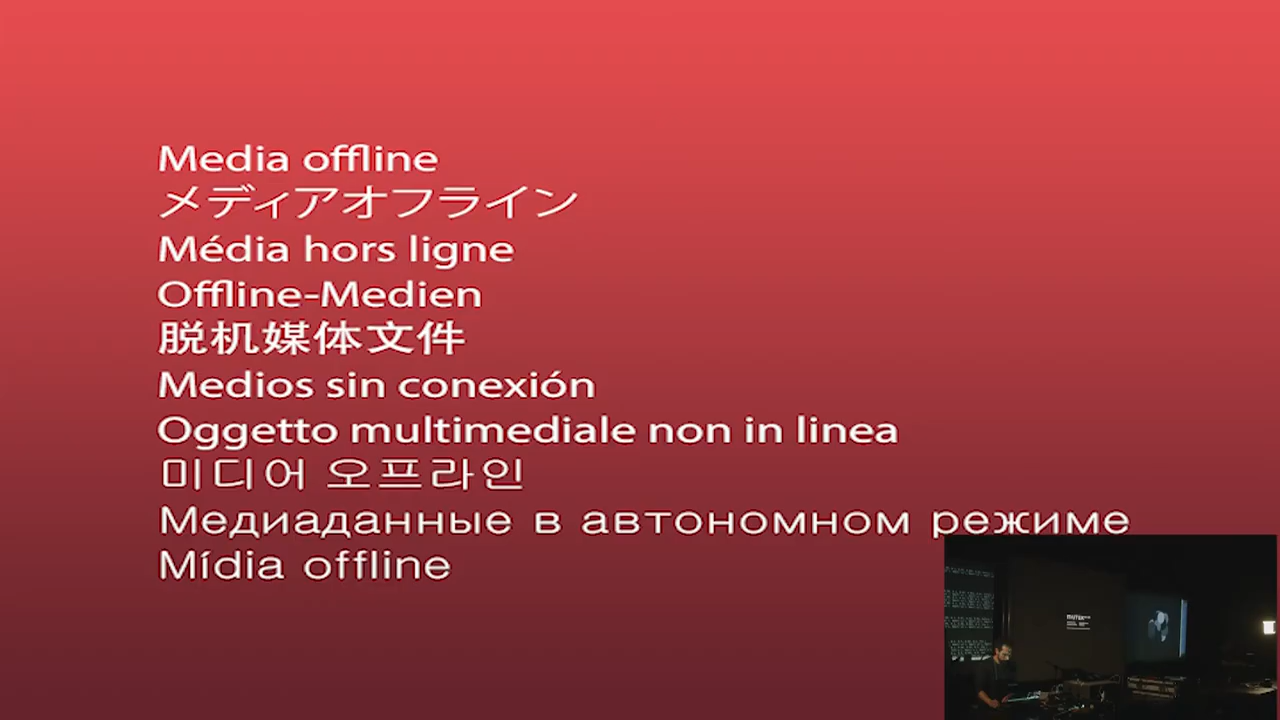 Media offline
メディアオフライン
Média hors ligne
Offline-Medien
脱机媒体文件
Medios sin conexión
Oggetto multimediale non in linea
미디어 오프라인
Медиаданные в автономном режиме
Mídia offline